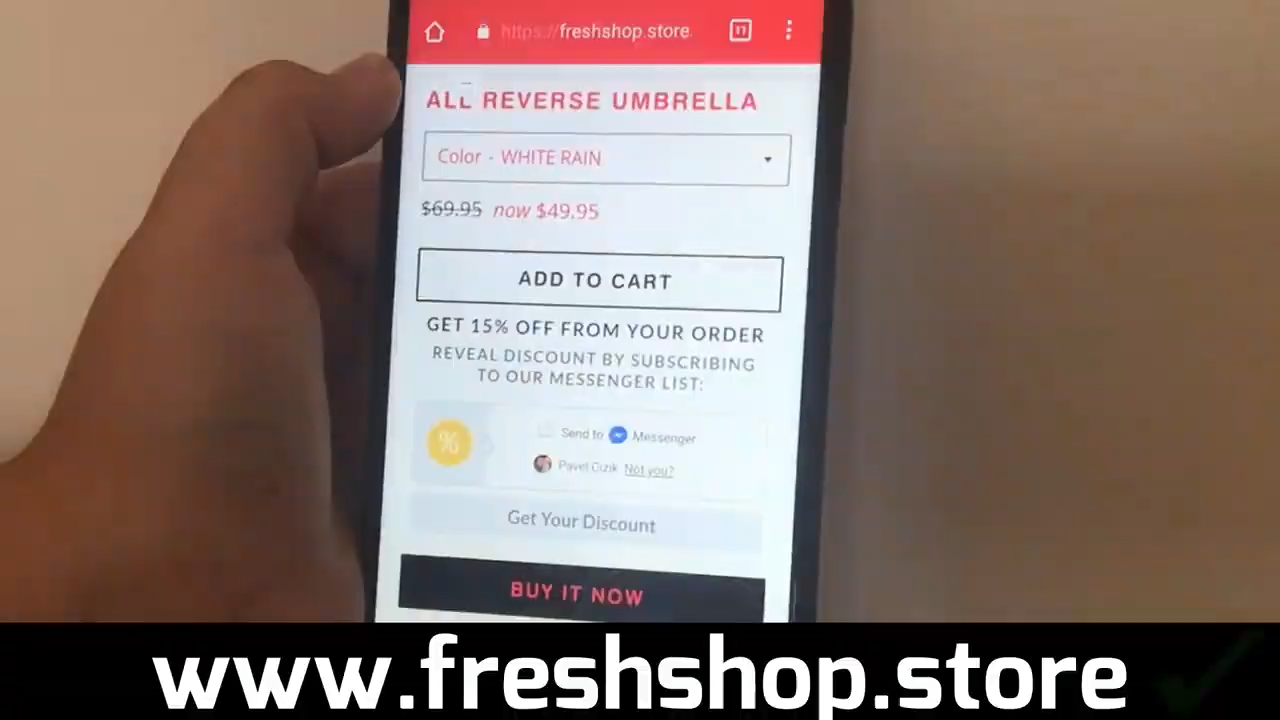 https://freshshop.store
ALL REVERSE UMBRELLA
Color - WHITE RAIN
$69.95 now $49.95
ADD TO CART
GET 15% OFF FROM YOUR ORDER
REVEAL DISCOUNT BY SUBSCRIBING
TO OUR MESSENGER LIST:
%
Send to Messenger
Pavel Cizik Not you?
Get Your Discount
BUY IT NOW
www.freshshop.store